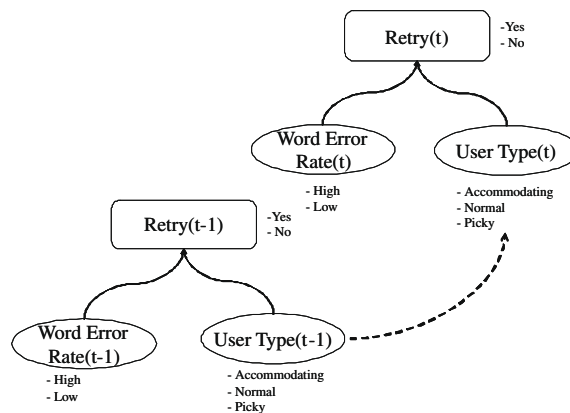 Retry(t)
-Yes
- No
Word Error
Rate(t)
- High
- Low
User Type(t)
- Accommodating
- Normal
- Picky
Retry(t-1)
-Yes
- No
Word Error
Rate(t-1)
- High
- Low
User Type(t-1)
- Accommodating
- Normal
- Picky